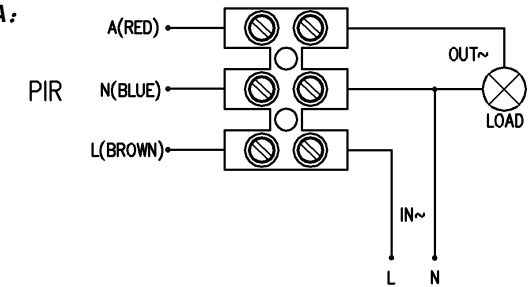 A:
A(RED)
OUT~
PIR
N(BLUE)
LOAD
L(BROWN)
IN~
L N